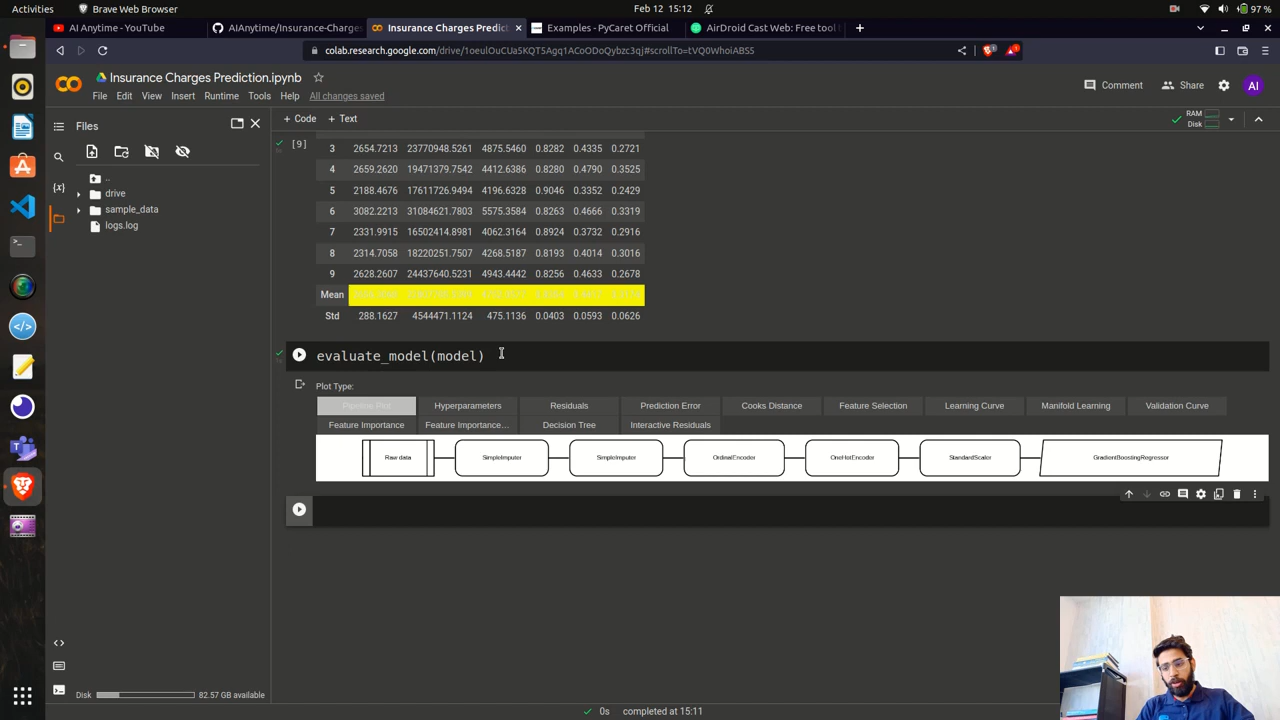 Activities
Brave Web Browser
Feb 12 15:12
97 %
AI Anytime - YouTube
AIAnytime/Insurance-Charges
Insurance Charges Predict
Examples - PyCaret Official
AirDroid Cast Web: Free tool
colab.research.google.com/drive/1oeulOuCUa5KQT5Agq1ACoODoQybzc3qj#scrollTo=tVQ0WhoiABS5
Insurance Charges Prediction.ipynb
Comment
Share
AI
File Edit View Insert Runtime Tools Help All changes saved
Files
+ Code + Text
RAM
Disk
..
drive
sample_data
logs.log
{x}
[9]
3 2654.7213 23770948.5261 4875.5460 0.8282 0.4335 0.2721
4 2659.2620 19471379.7542 4412.6386 0.8280 0.4790 0.3525
5 2188.4676 17611726.9494 4196.6328 0.9046 0.3352 0.2429
6 3082.2213 31084621.7803 5575.3584 0.8263 0.4666 0.3319
7 2331.9915 16502414.8981 4062.3164 0.8924 0.3732 0.2916
8 2314.7058 18220251.7507 4268.5187 0.8193 0.4014 0.3016
9 2628.2607 24437640.5231 4943.4442 0.8256 0.4633 0.2678
Mean
Std 288.1627 4544471.1124 475.1136 0.0403 0.0593 0.0626
evaluate_model(model)
Plot Type:
Pipeline Plot Hyperparameters Residuals Prediction Error Cooks Distance Feature Selection Learning Curve Manifold Learning Validation Curve
Feature Importance Feature Importance… Decision Tree Interactive Residuals
Raw data SimpleImputer SimpleImputer OrdinalEncoder OneHotEncoder StandardScaler GradientBoostingRegressor
Disk 82.57 GB available
0s completed at 15:11